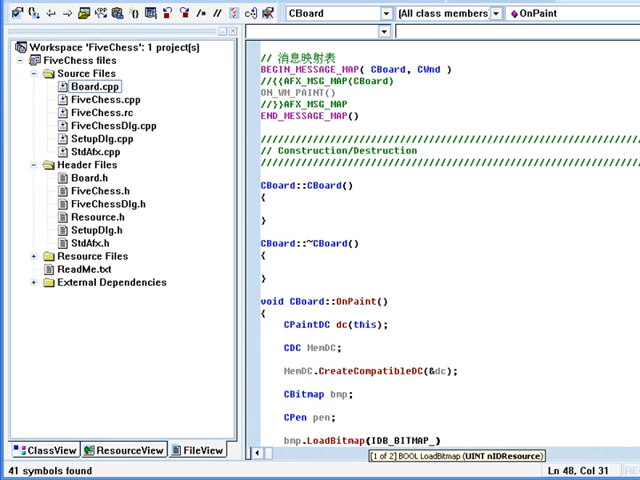 CBoard
[All class members]
OnPaint
Workspace 'FiveChess': 1 project(s)
FiveChess files
Source Files
Board.cpp
FiveChess.cpp
FiveChess.rc
FiveChessDlg.cpp
SetupDlg.cpp
StdAfx.cpp
Header Files
Board.h
FiveChess.h
FiveChessDlg.h
Resource.h
SetupDlg.h
StdAfx.h
Resource Files
ReadMe.txt
External Dependencies
ClassView
ResourceView
FileView
// 消息映射表
BEGIN_MESSAGE_MAP( CBoard, CWnd )
//{{AFX_MSG_MAP(CBoard)
ON_WM_PAINT()
//}}AFX_MSG_MAP
END_MESSAGE_MAP()
//////////////////////////////////////////////////////////////////////
// Construction/Destruction
//////////////////////////////////////////////////////////////////////
CBoard::CBoard()
{
}
CBoard::~CBoard()
{
}
void CBoard::OnPaint()
{
CPaintDC dc(this);
CDC MemDC;
MemDC.CreateCompatibleDC(&dc);
CBitmap bmp;
CPen pen;
bmp.LoadBitmap(IDB_BITMAP_)
[1 of 2] BOOL LoadBitmap (UINT nIDResource)
41 symbols found
Ln 48, Col 31